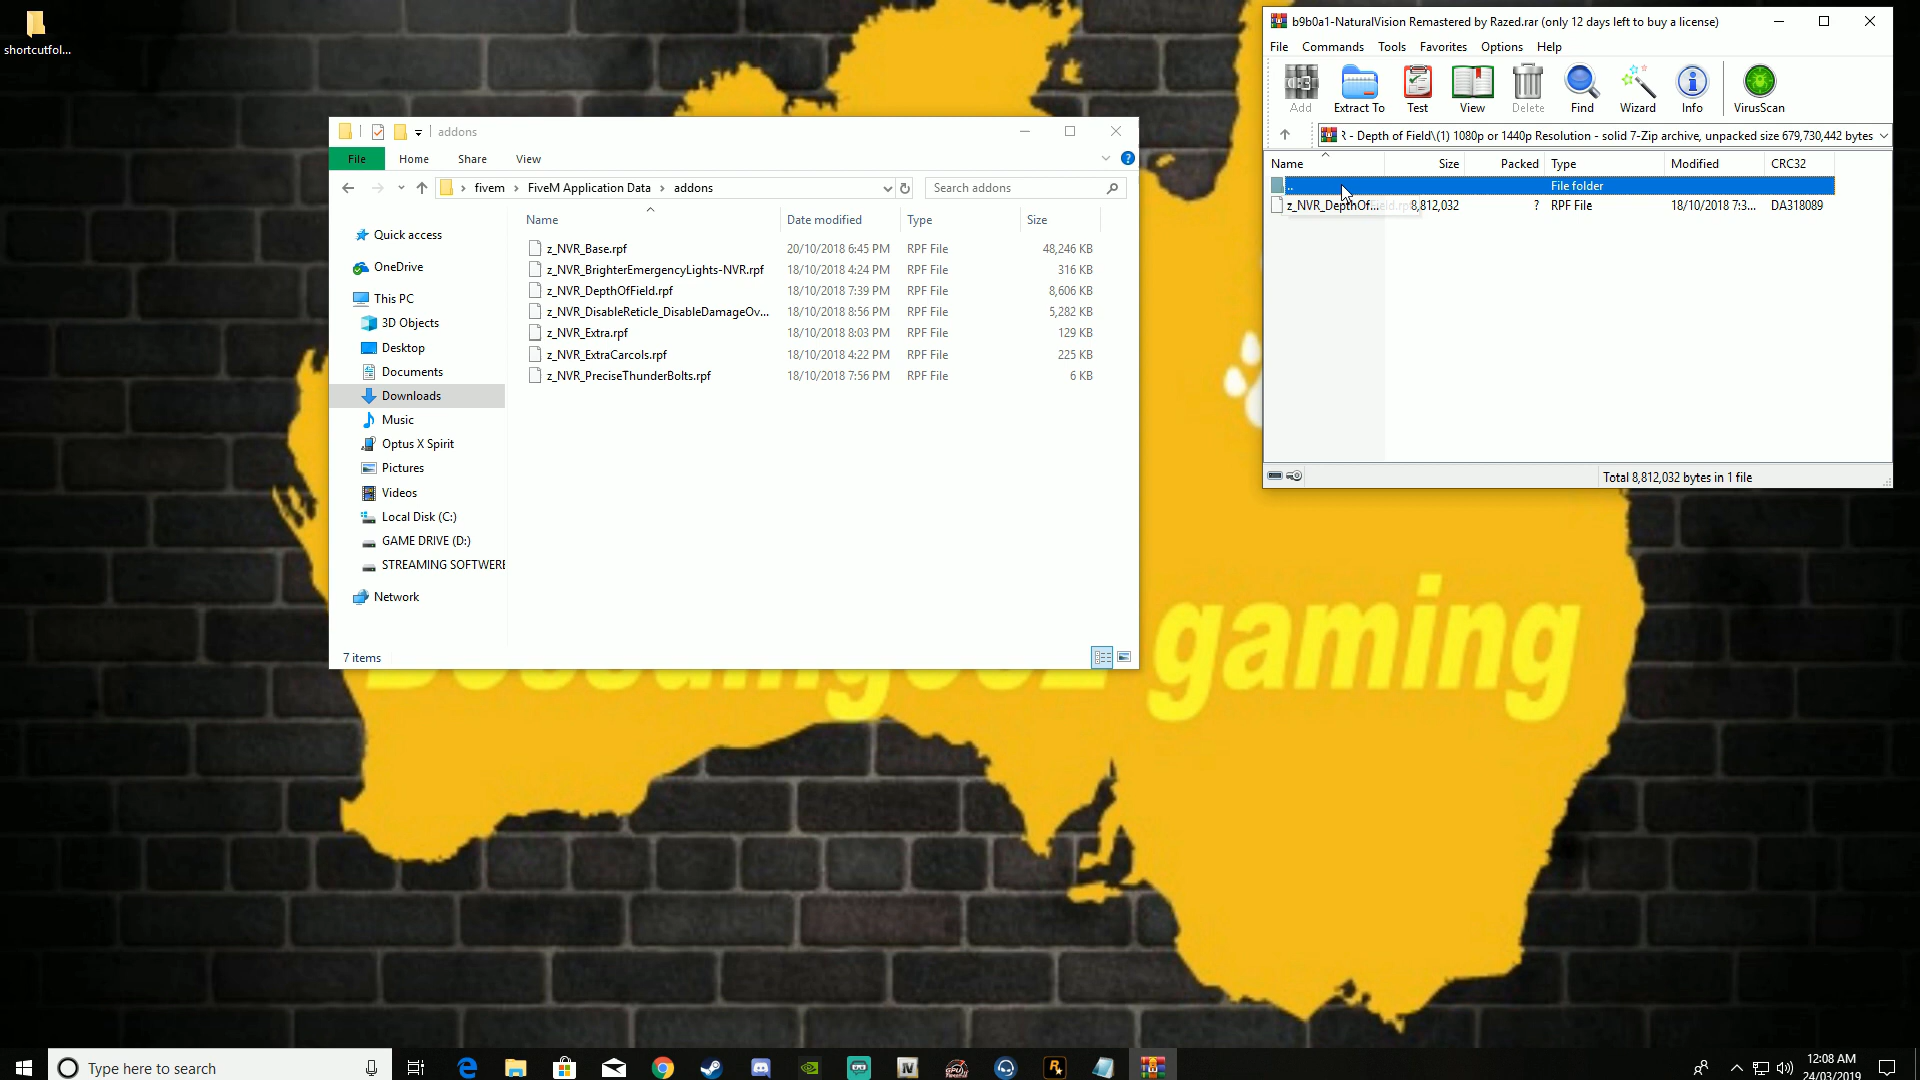 shortcutfol...
b9b0a1-NaturalVision Remastered by Razed.rar (only 12 days left to buy a license)
File Commands Tools Favorites Options Help
Add Extract To Test View Delete Find Wizard Info VirusScan
- Depth of Field\(1) 1080p or 1440p Resolution - solid 7-Zip archive, unpacked size 679,730,442 bytes
Name Size Packed Type Modified CRC32
.. File folder
z_NVR_DepthOf... 8,812,032 ? RPF File 18/10/2018 7:3... DA318089
Total 8,812,032 bytes in 1 file
addons
File Home Share View
fivem › FiveM Application Data › addons
Search addons
Name Date modified Type Size
Quick access
OneDrive
This PC
3D Objects
Desktop
Documents
Downloads
Music
Optus X Spirit
Pictures
Videos
Local Disk (C:)
GAME DRIVE (D:)
STREAMING SOFTWERE
Network
z_NVR_Base.rpf 20/10/2018 6:45 PM RPF File 48,246 KB
z_NVR_BrighterEmergencyLights-NVR.rpf 18/10/2018 4:24 PM RPF File 316 KB
z_NVR_DepthOfField.rpf 18/10/2018 7:39 PM RPF File 8,606 KB
z_NVR_DisableReticle_DisableDamageOv... 18/10/2018 8:56 PM RPF File 5,282 KB
z_NVR_Extra.rpf 18/10/2018 8:03 PM RPF File 129 KB
z_NVR_ExtraCarcols.rpf 18/10/2018 4:22 PM RPF File 225 KB
z_NVR_PreciseThunderBolts.rpf 18/10/2018 7:56 PM RPF File 6 KB
7 items
gaming
Type here to search
12:08 AM
24/03/2019